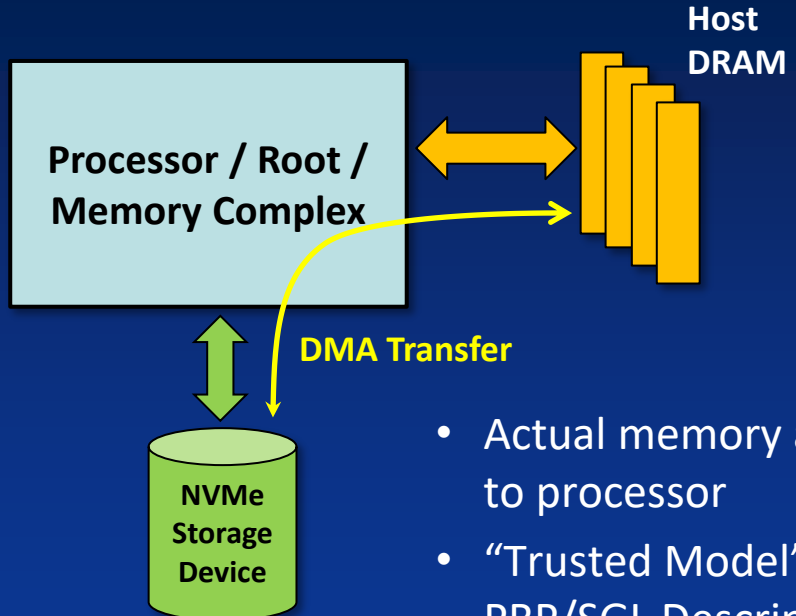 Host
DRAM
Processor / Root /
Memory Complex
DMA Transfer
NVMe
Storage
Device
• Actual memory
to processor
• “Trusted Model”